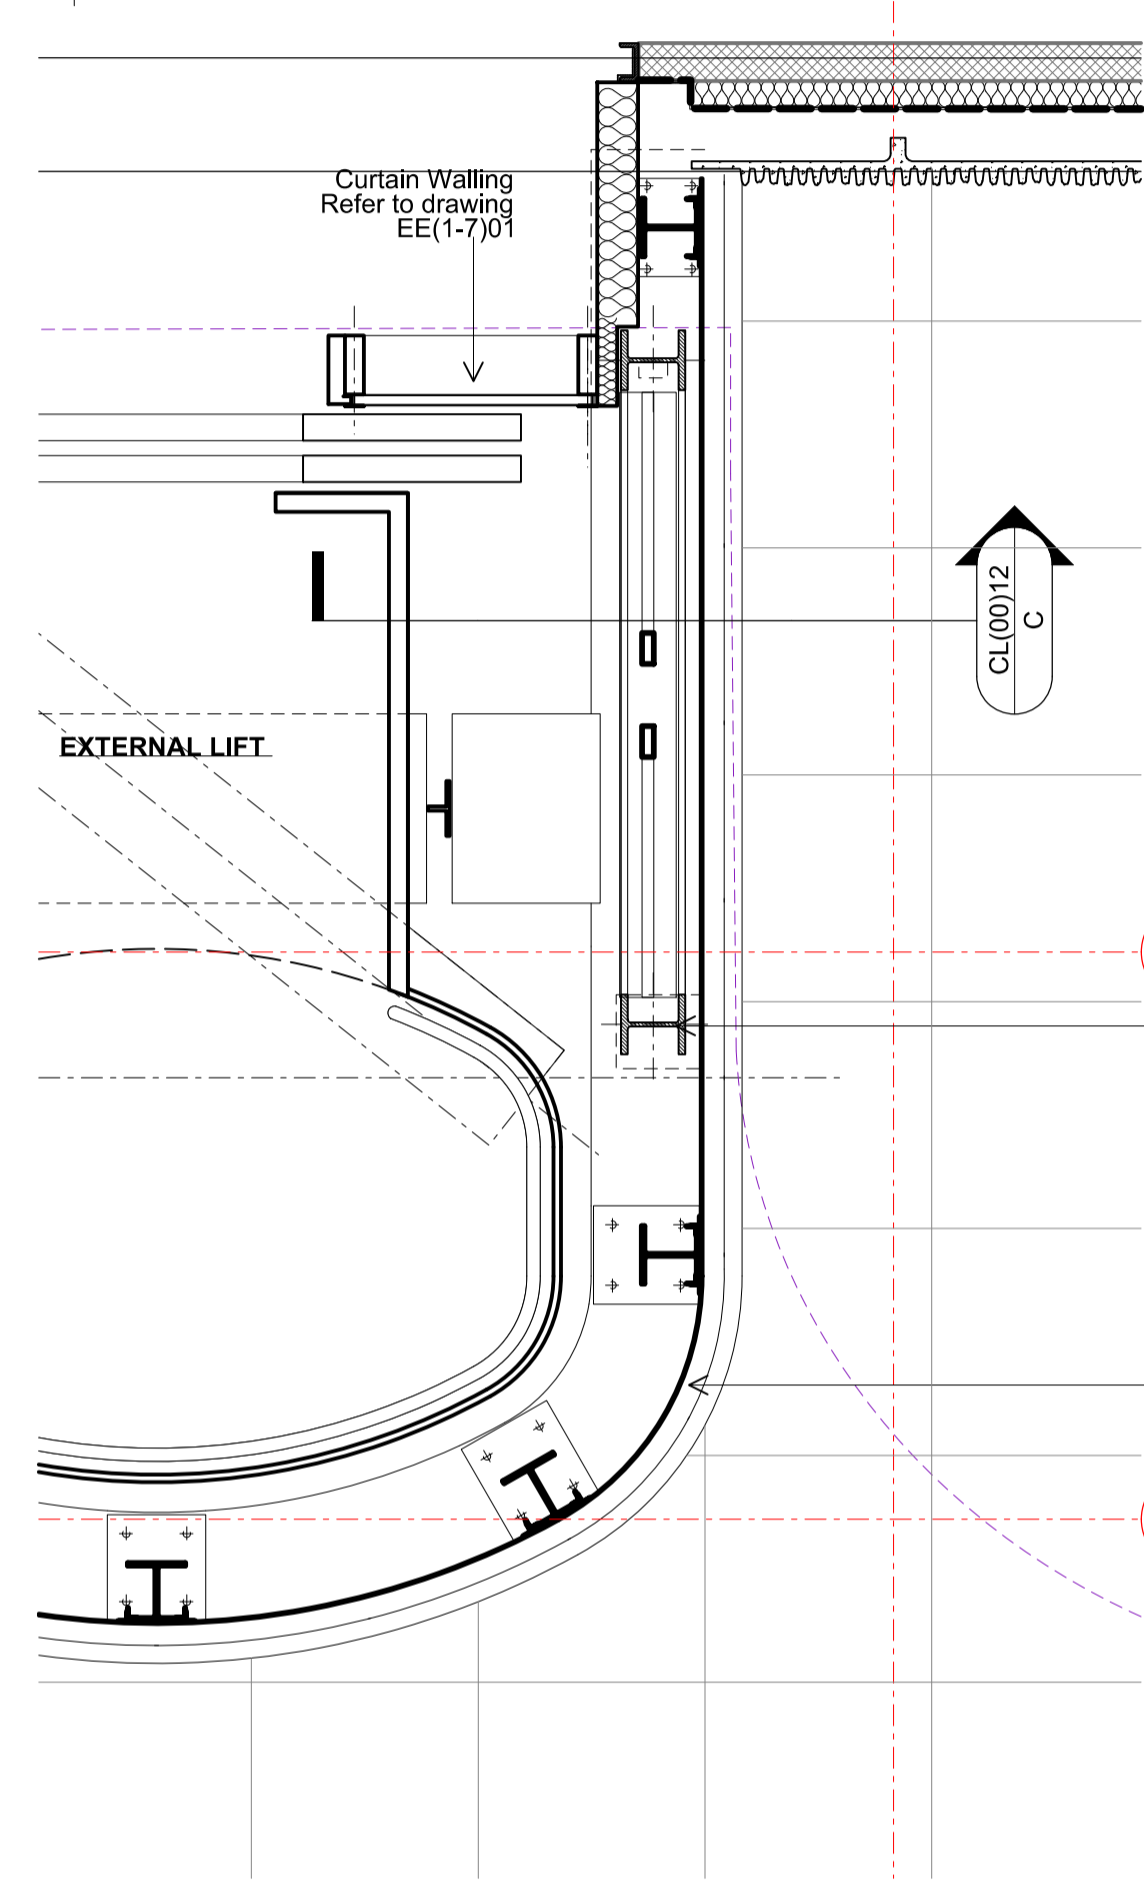 Curtain Walling
Refer to drawing
EE(1-7)01
CL(00)12
C
EXTERNAL LIFT